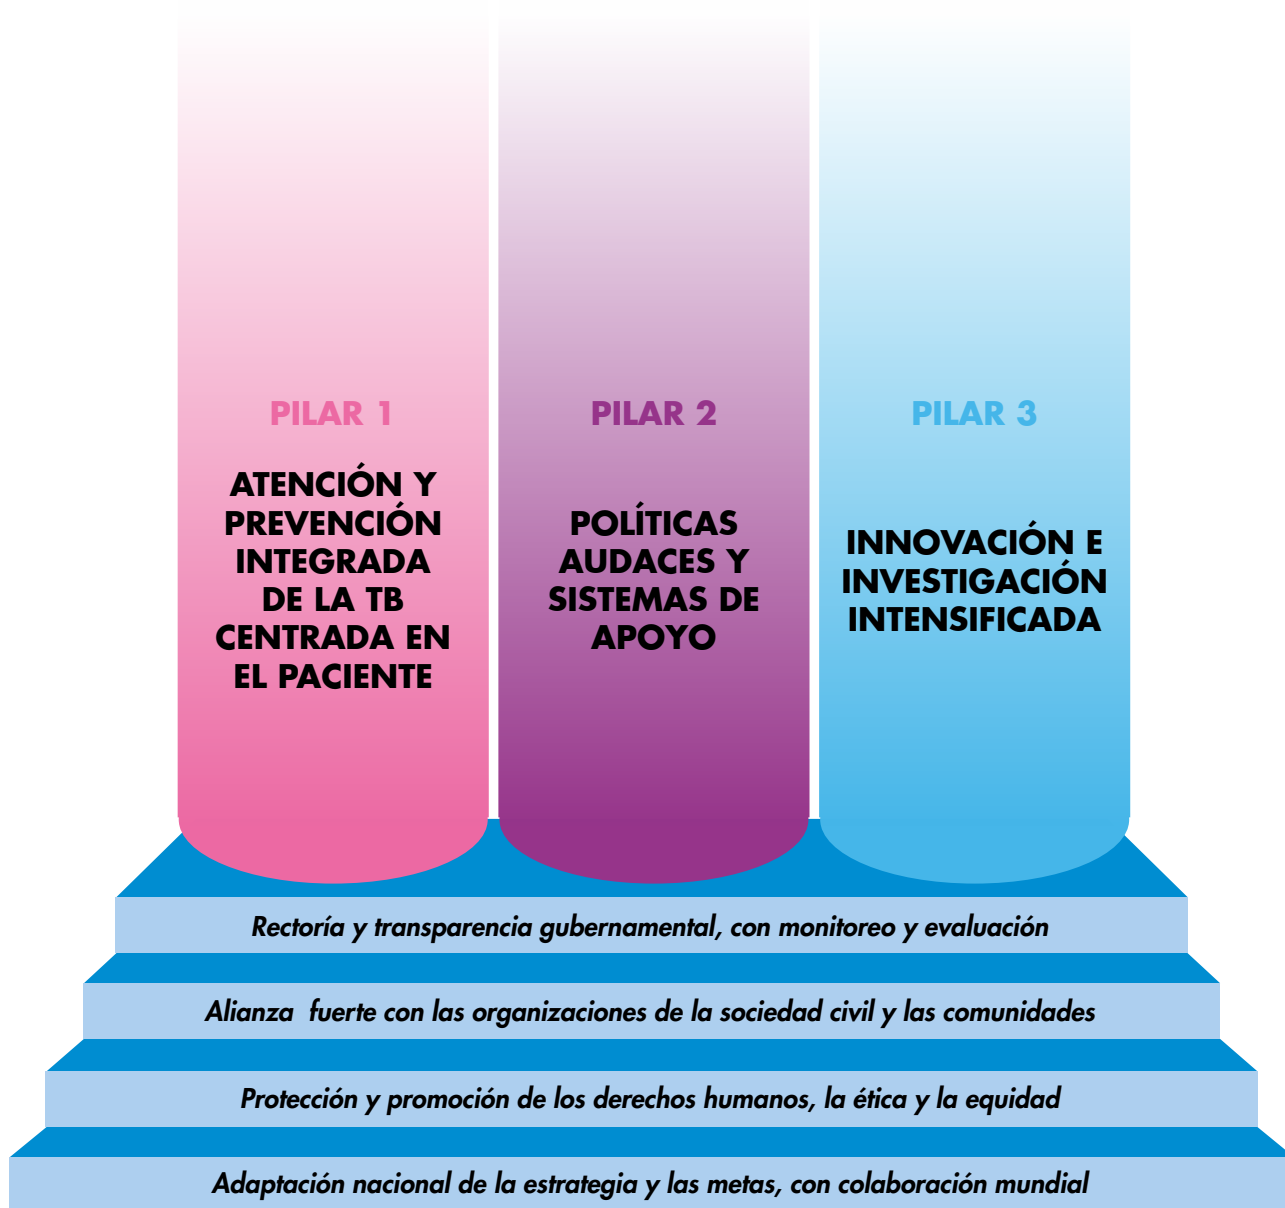 PILAR 1
ATENCIÓN Y
PREVENCIÓN
INTEGRADA
DE LA TB
CENTRADA EN
EL PACIENTE
PILAR 2
POLÍTICAS
AUDACES Y
SISTEMAS DE
APOYO
PILAR 3
INNOVACIÓN E
INVESTIGACIÓN
INTENSIFICADA
Rectoría y transparencia gubernamental, con monitoreo y evaluación
Alianza fuerte con las organizaciones de la sociedad civil y las comunidades
Protección y promoción de los derechos humanos, la ética y la equidad
Adaptación nacional de la estrategia y las metas, con colaboración mundial